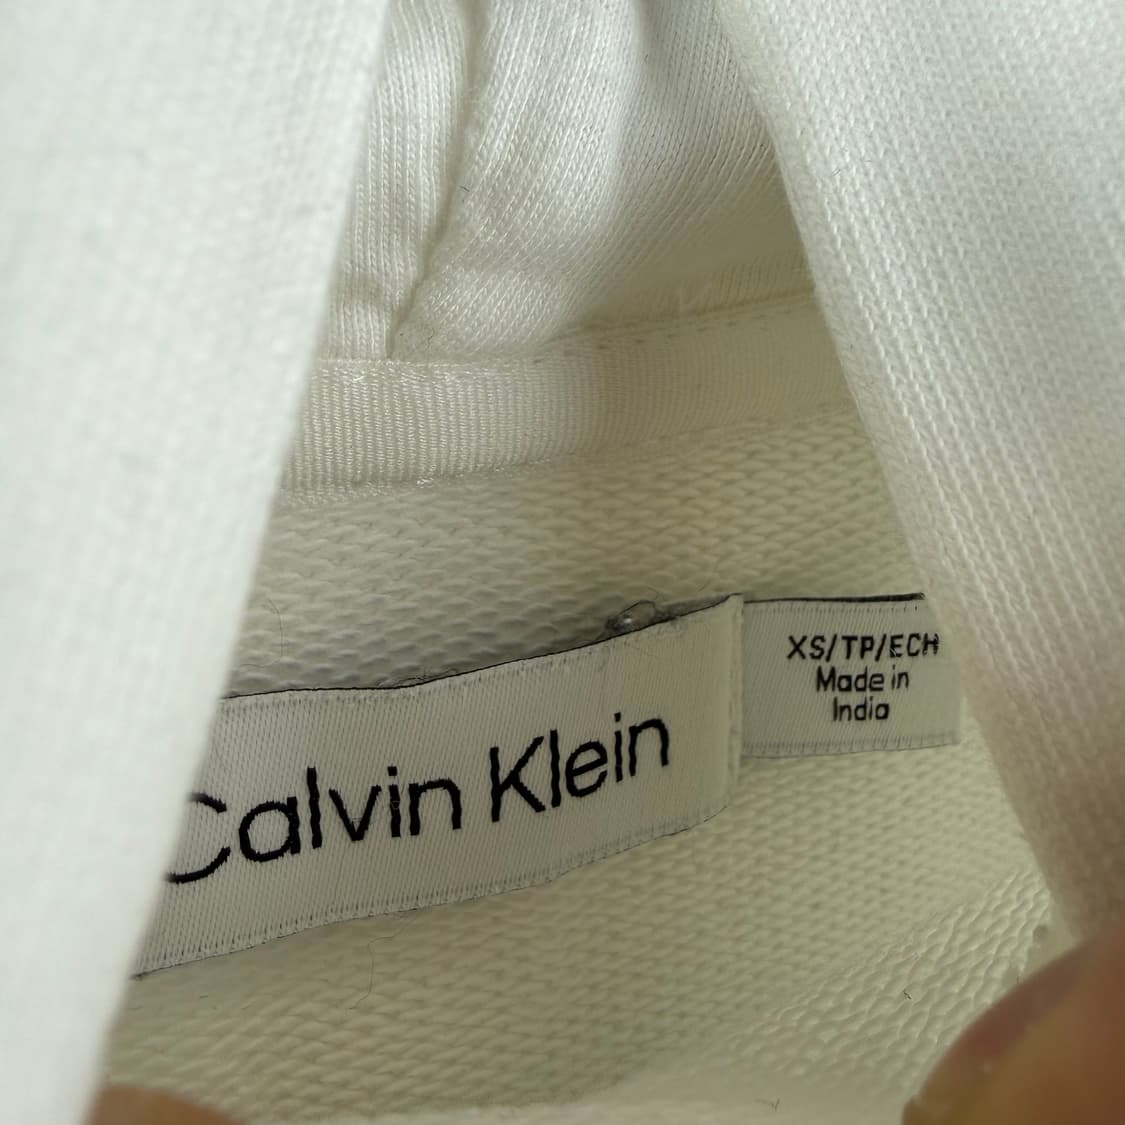 Calvin Klein
XS/TP/ECH
Made in
India